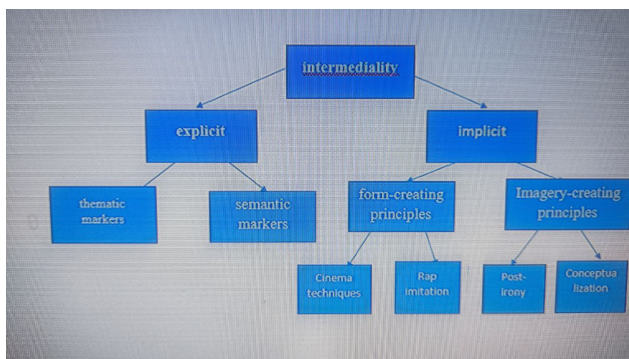 intermediality
explicit
implicit
thematic
markers
semantic
markers
form-creating
principles
Imagery-creating
principles
Cinema
techniques
Rap
imitation
Post-
irony
Conceptua
lization